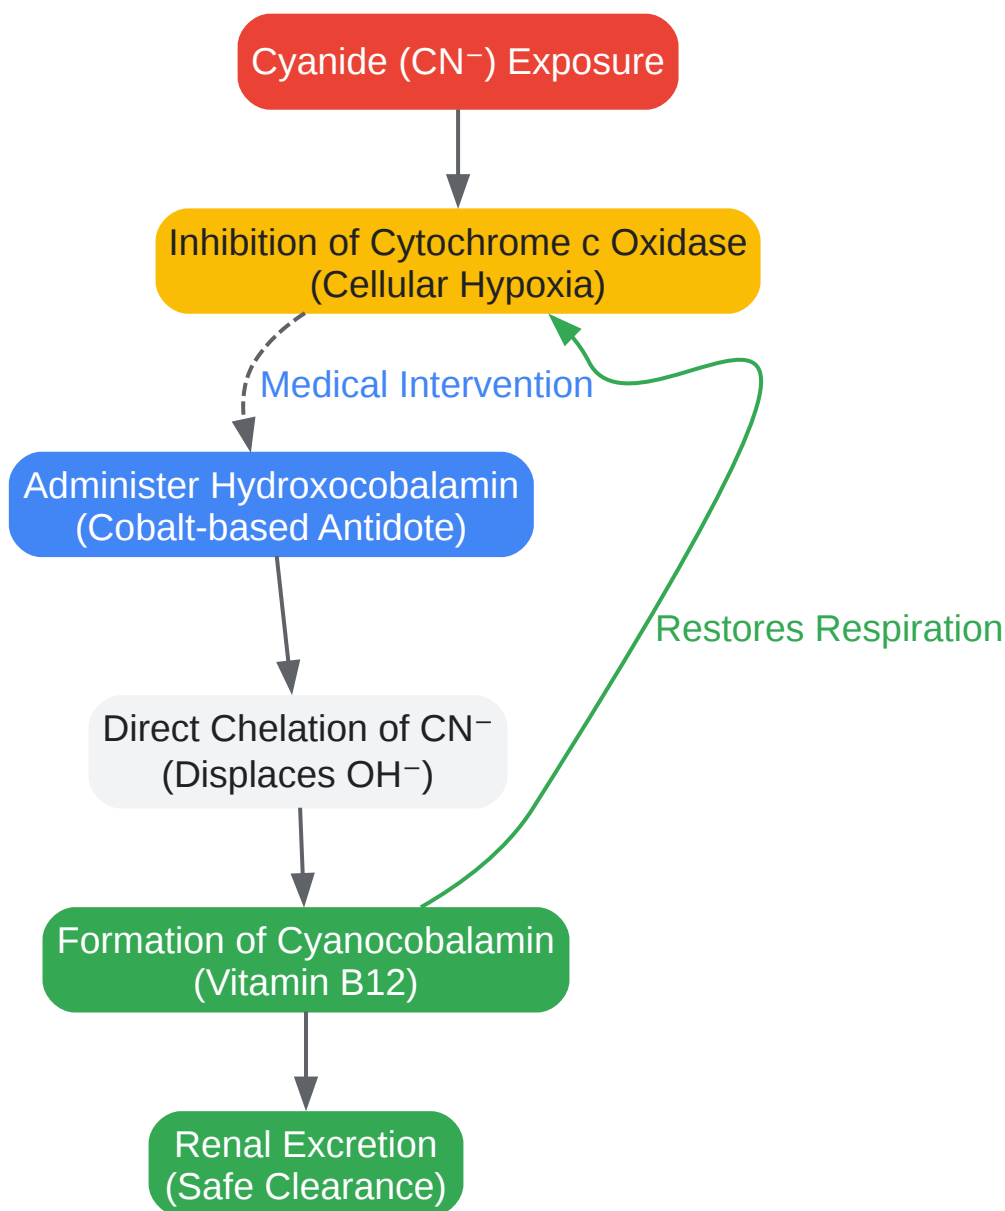 Cyanide (CN⁻) Exposure
Inhibition of Cytochrome c Oxidase
(Cellular Hypoxia)
Medical Intervention
Administer Hydroxocobalamin
(Cobalt-based Antidote)
Restores Respiration
Direct Chelation of CN⁻
(Displaces OH⁻)
Formation of Cyanocobalamin
(Vitamin B12)
Renal Excretion
(Safe Clearance)